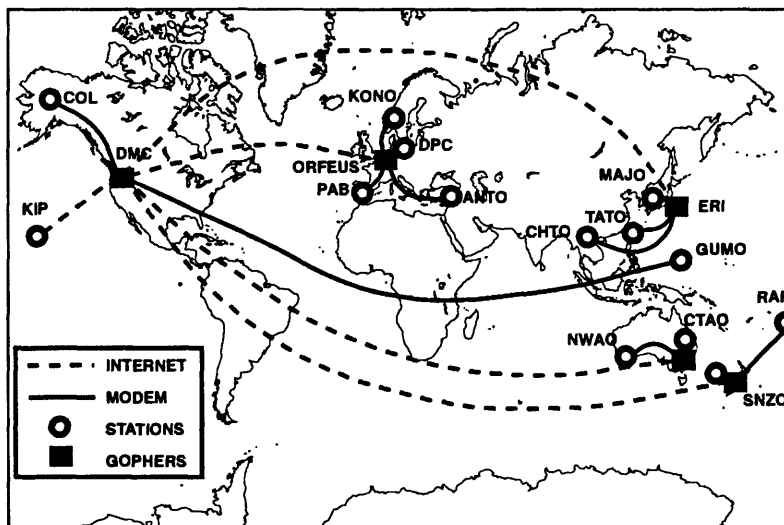 COL
KONO
DMC
DPC
ORFEUS
MAJO
PAB
ANTO
ERI
KIP
TATO
CHTO
GUMO
CTAO
NWAO
SNZO
INTERNET
MODEM
STATIONS
GOPHERS